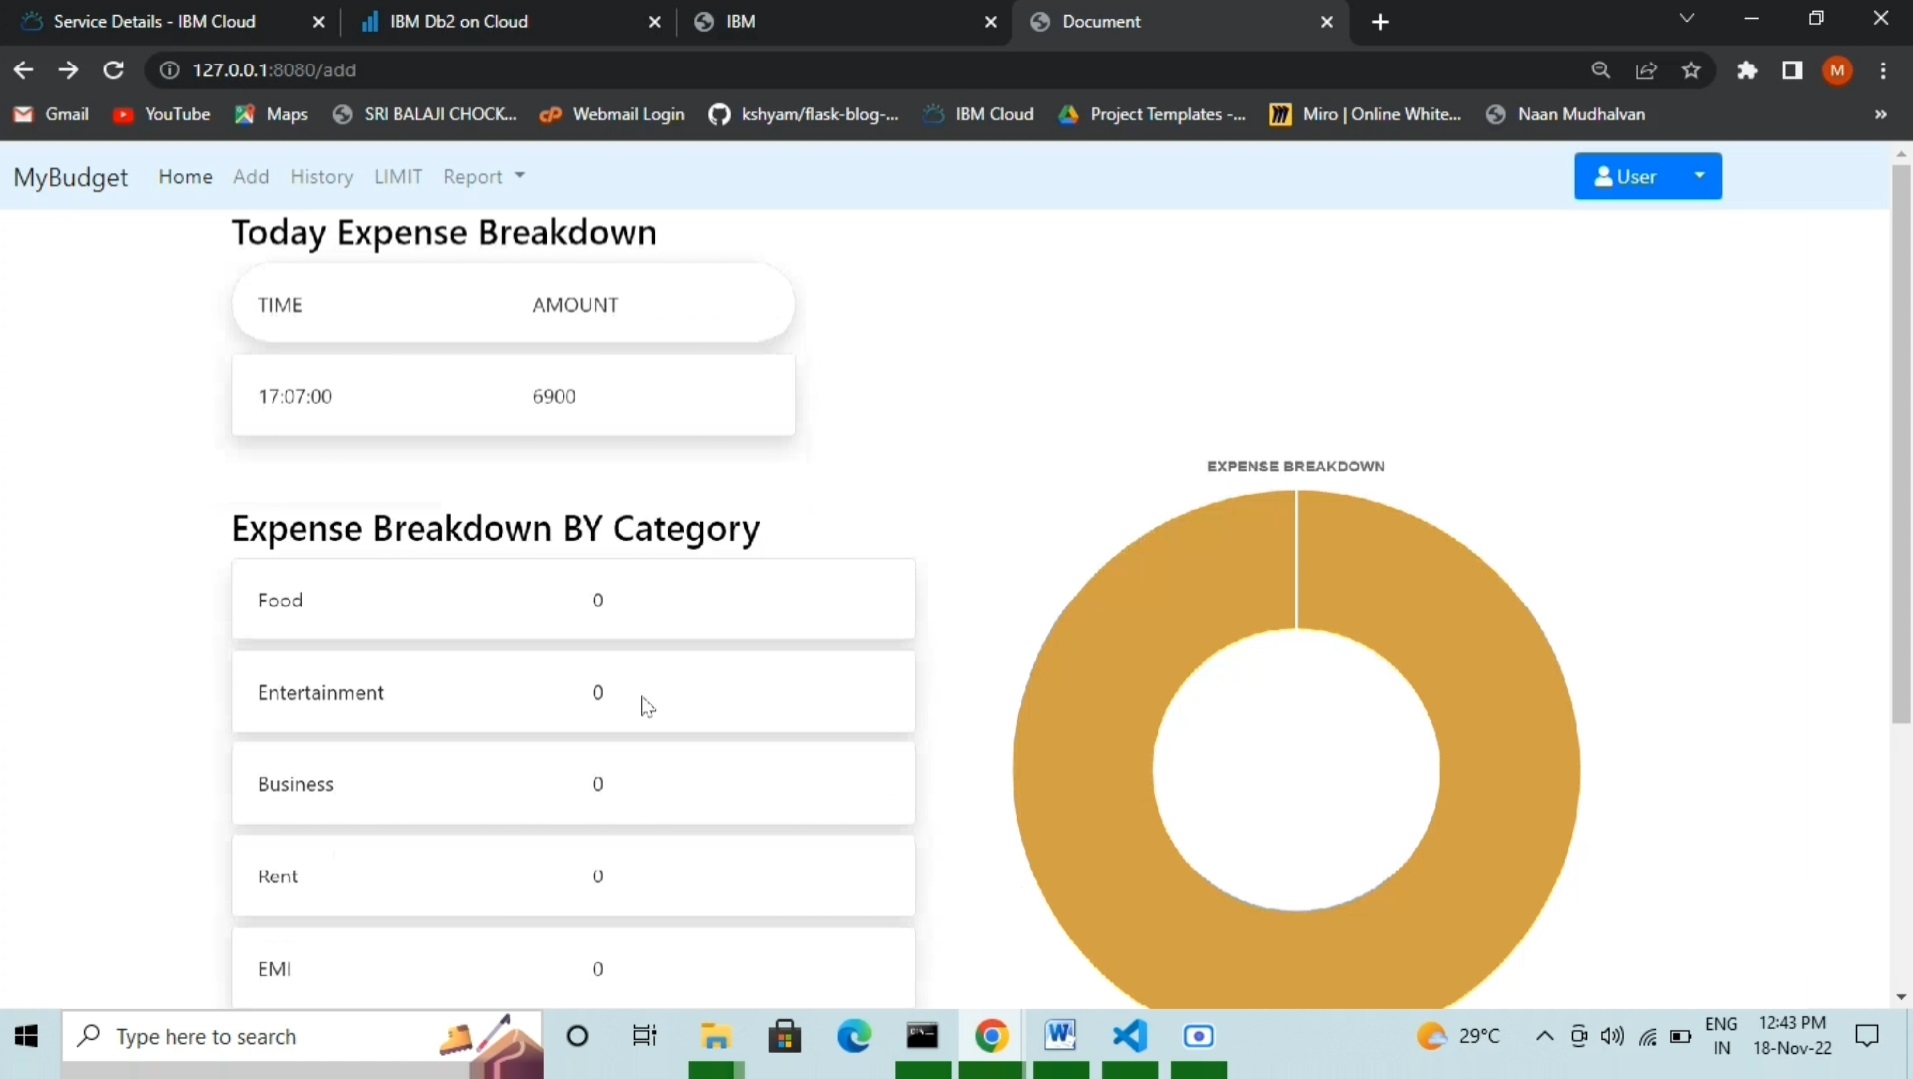 Service Details - IBM Cloud
IBM Db2 on Cloud
IBM
Document
127.0.0.1:8080/add
M
Gmail
YouTube
Maps
SRI BALAJI CHOCK...
Webmail Login
kshyam/flask-blog-...
IBM Cloud
Project Templates -...
Miro | Online White...
Naan Mudhalvan
»
MyBudget
Home
Add
History
LIMIT
Report
User
Today Expense Breakdown
TIME AMOUNT
17:07:00 6900
EXPENSE BREAKDOWN
Expense Breakdown BY Category
Food 0
Entertainment 0
Business 0
Rent 0
EMI 0
Type here to search
29°C
ENG
IN
12:43 PM
18-Nov-22